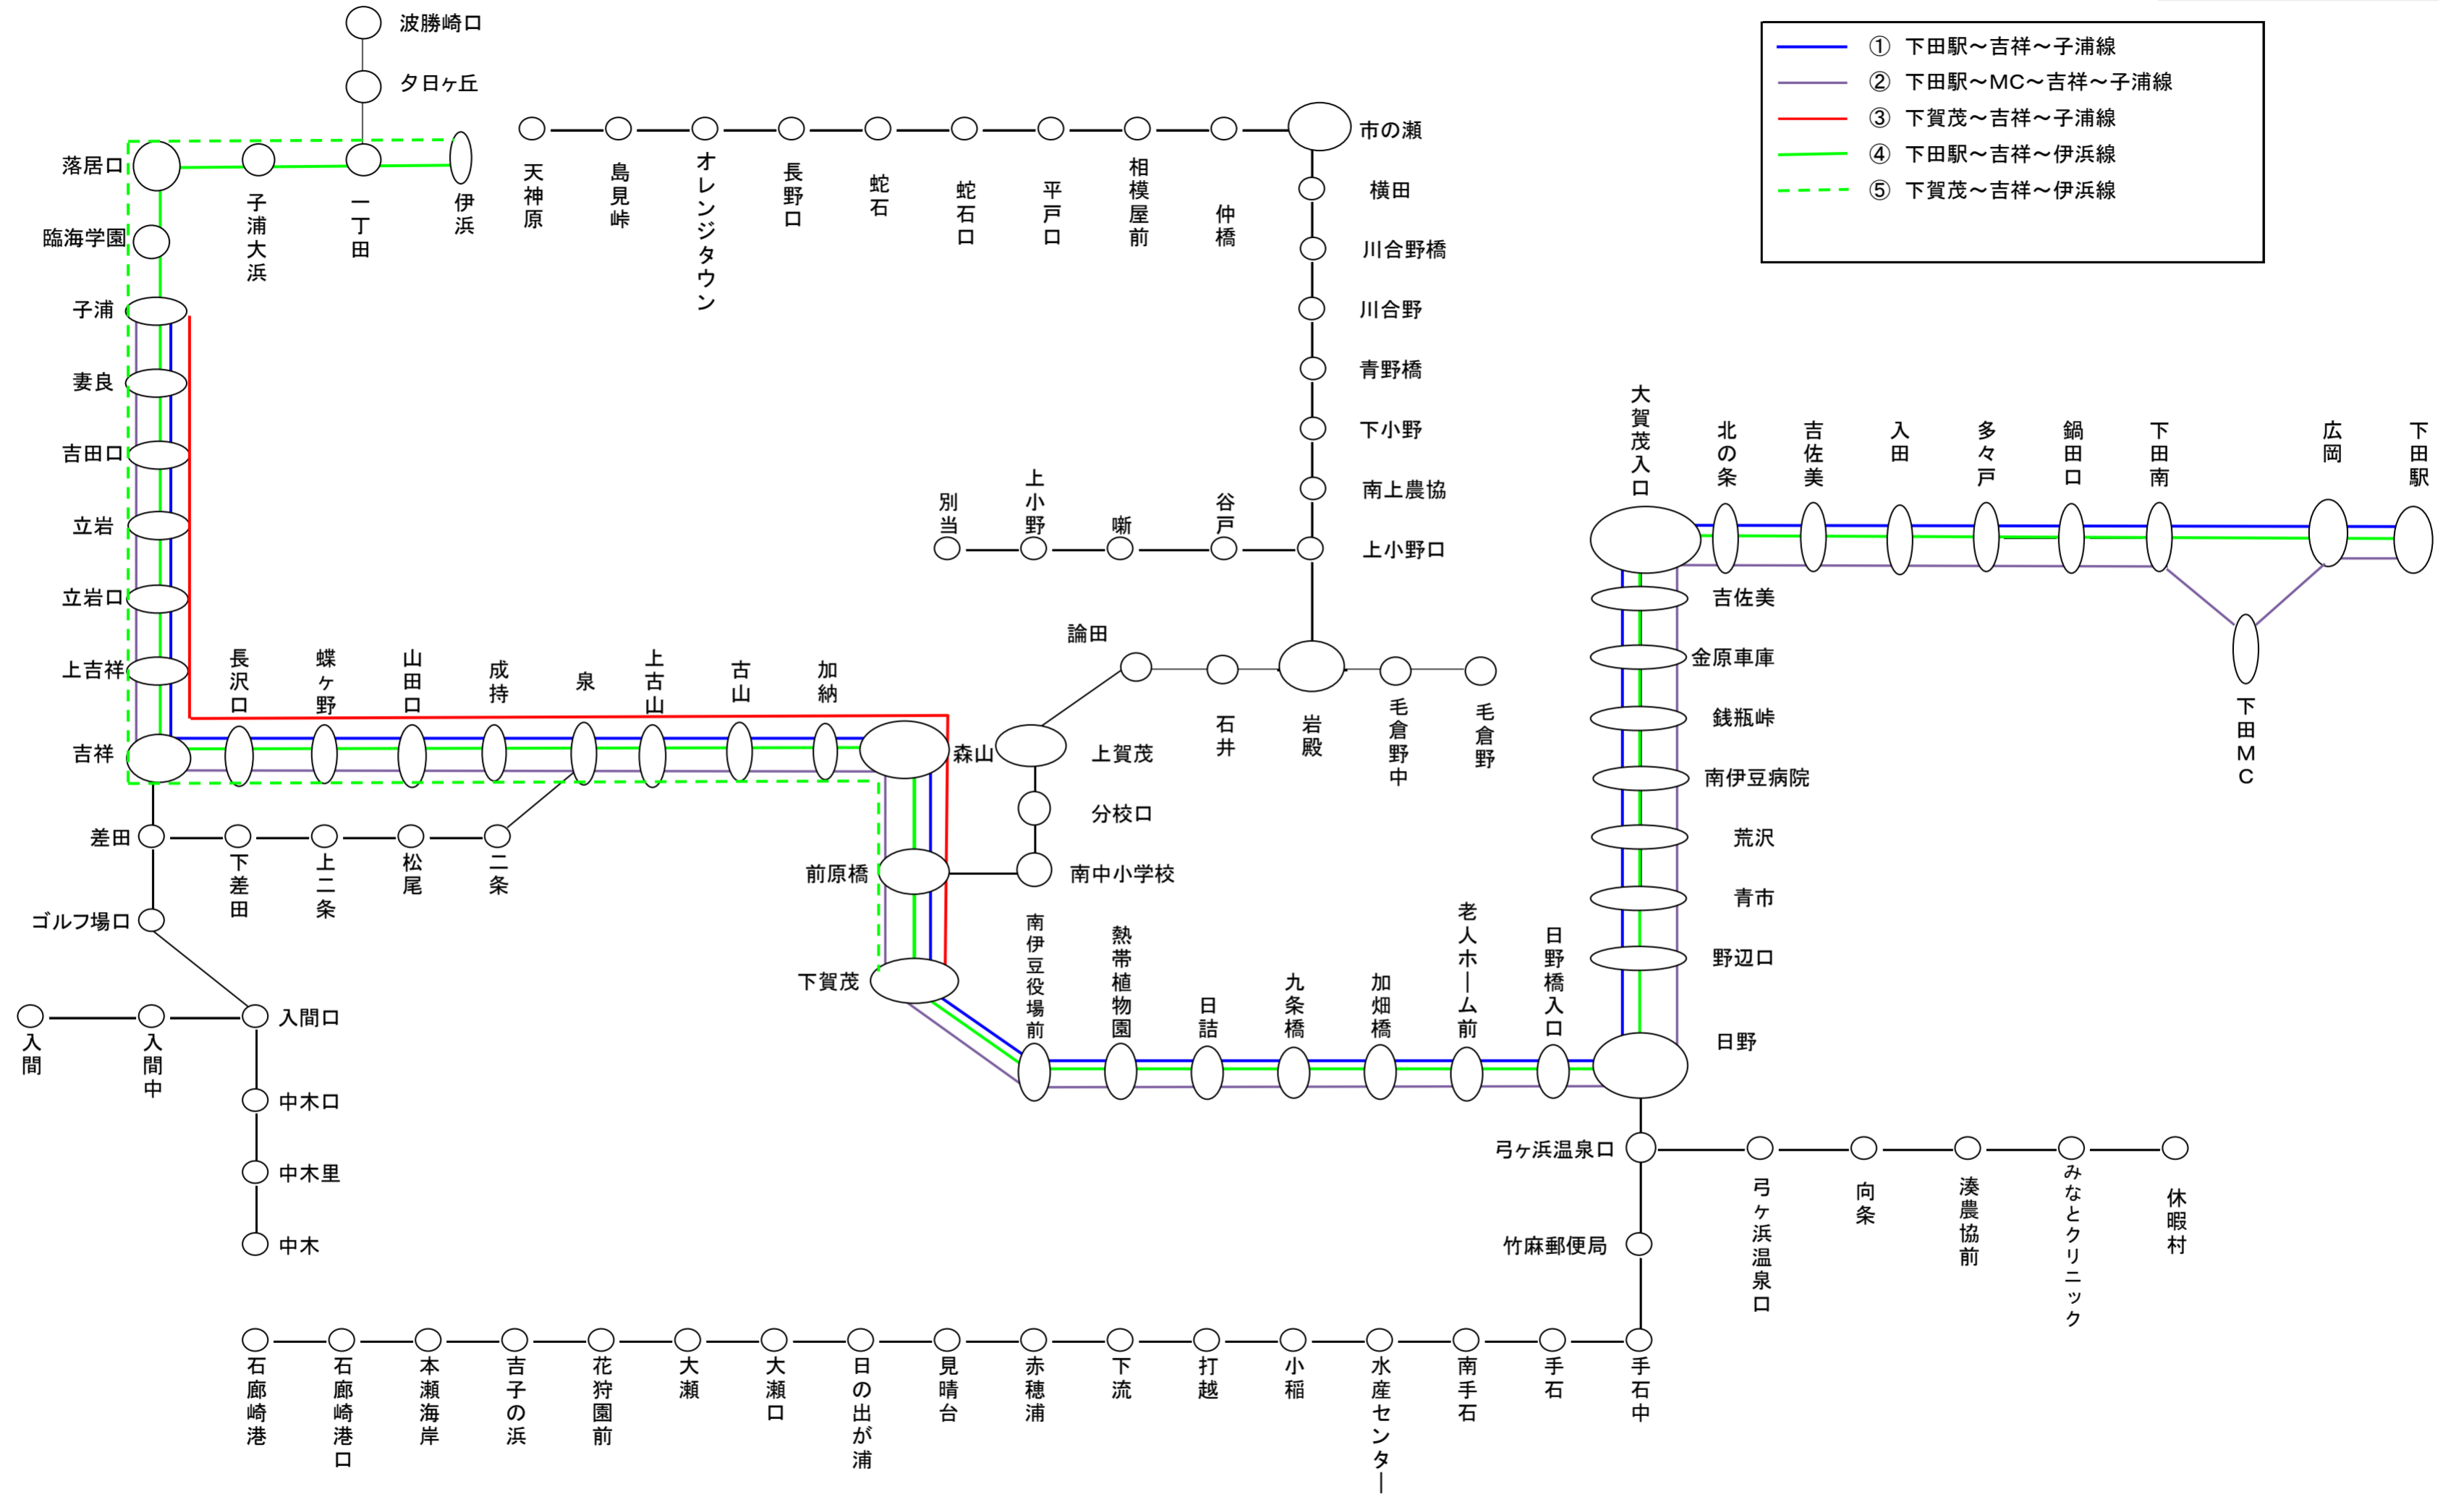 波勝崎口
夕日ヶ丘
① 下田駅～吉祥～子浦線
② 下田駅～MC～吉祥～子浦線
③ 下賀茂～吉祥～子浦線
④ 下田駅～吉祥～伊浜線
⑤ 下賀茂～吉祥～伊浜線
落居口
子浦大浜
一丁田
伊浜
天神原
島見峠
オレンジタウン
長野口
蛇石
蛇石口
平戸口
相模屋前
仲橋
市の瀬
横田
川合野橋
川合野
青野橋
下小野
南上農協
上小野口
臨海学園
子浦
妻良
吉田口
立岩
立岩口
上吉祥
吉祥
別当
上小野
噺
谷戸
大賀茂入口
北の条
吉佐美
入田
多々戸
鍋田口
下田南
広岡
下田駅
下田MC
吉佐美
金原車庫
銭瓶峠
南伊豆病院
荒沢
青市
野辺口
日野
論田
石井
岩殿
毛倉野中
毛倉野
長沢口
蝶ヶ野
山田口
成持
泉
上古山
古山
加納
森山
上賀茂
分校口
南中小学校
前原橋
下賀茂
差田
下差田
上二条
松尾
二条
ゴルフ場口
入間
入間中
入間口
中木口
中木里
中木
南伊豆役場前
熱帯植物園
日詰
九条橋
加畑橋
老人ホーム前
日野橋入口
弓ヶ浜温泉口
弓ヶ浜温泉口
向条
湊農協前
みなとクリニック
休暇村
竹麻郵便局
石廊崎港
石廊崎港口
本瀬海岸
吉子の浜
花狩園前
大瀬
大瀬口
日の出が浦
見晴台
赤穂浦
下流
打越
小稲
水産センター
南手石
手石
手石中